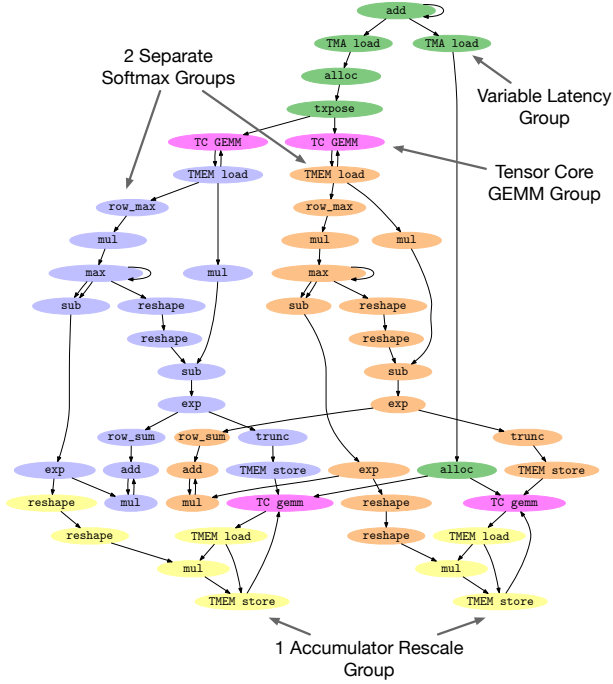 add
TMA load
TMA load
2 Separate
Softmax Groups
alloc
Variable Latency
Group
txpose
TC GEMM
TC GEMM
Tensor Core
GEMM Group
TMEM load
TMEM load
row_max
row_max
mul
mul
mul
max
mul
max
sub
reshape
sub
reshape
reshape
reshape
sub
sub
exp
exp
row_sum
row_sum
trunc
trunc
exp
add
TMEM store
add
exp
alloc
TMEM store
reshape
mul
mul
TC gemm
reshape
TC gemm
reshape
TMEM load
reshape
TMEM load
mul
mul
TMEM store
TMEM store
1 Accumulator Rescale
Group